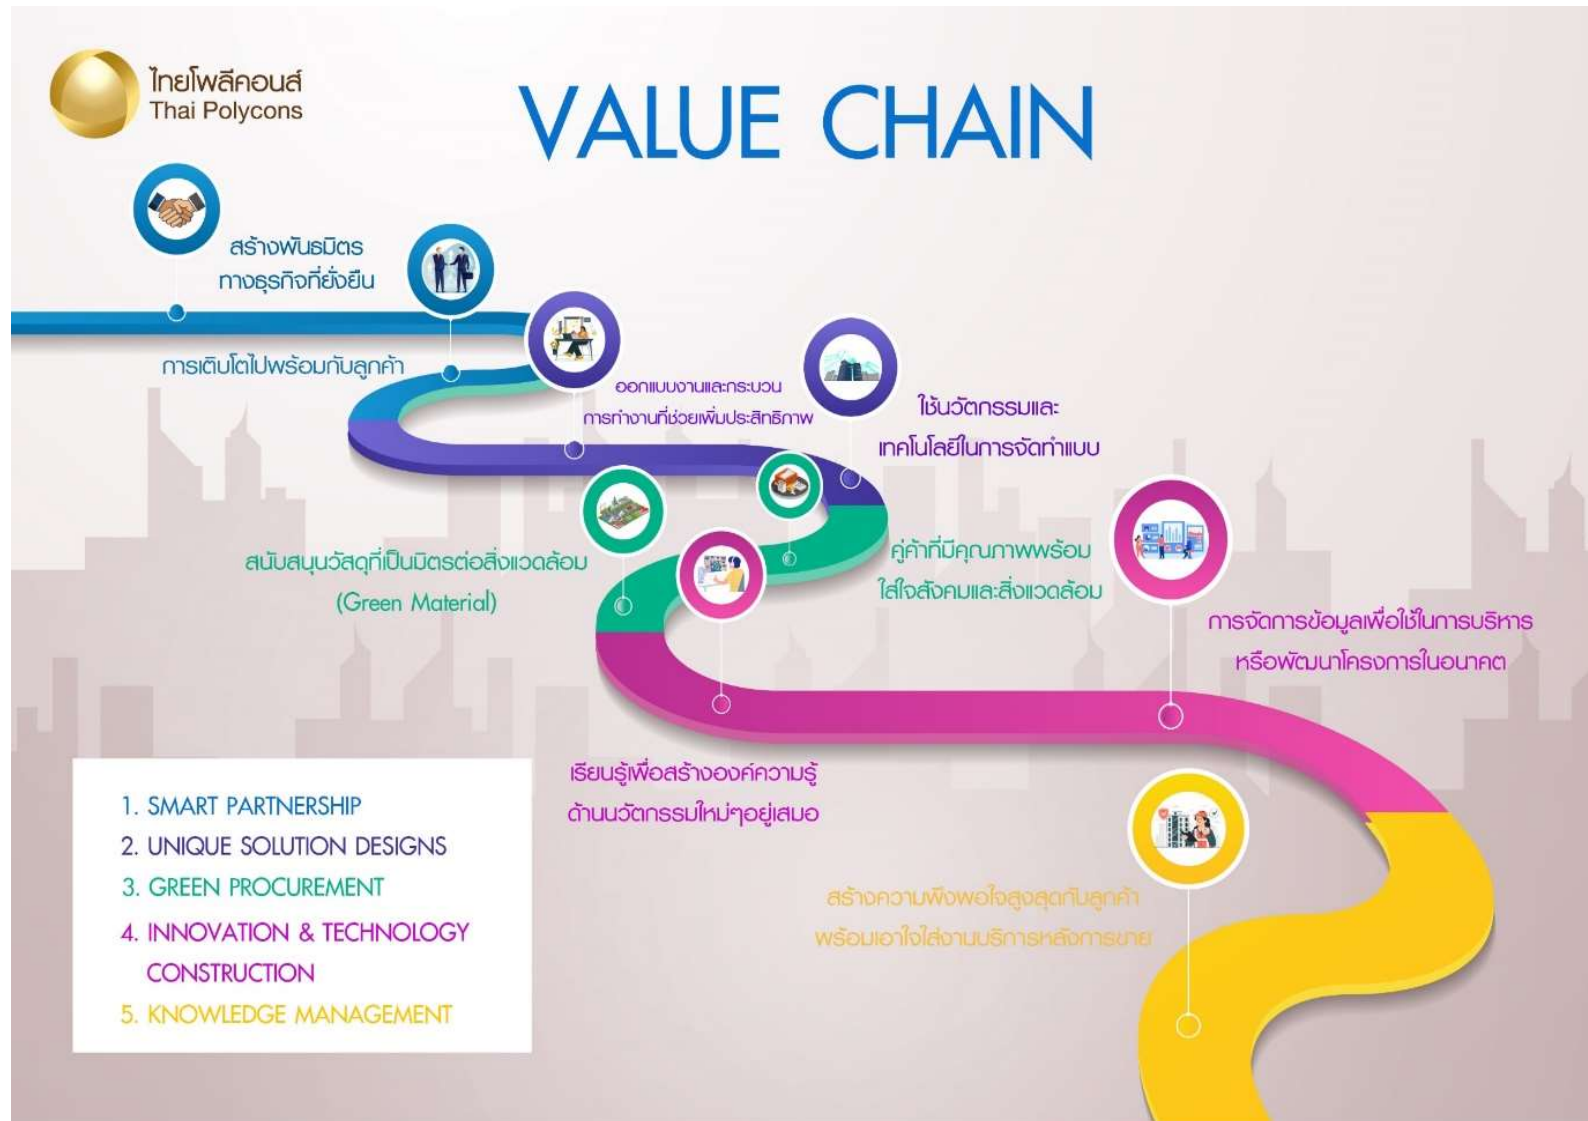 ไทยโพลีคอนส์
Thai Polycons
VALUE CHAIN
สร้างพันธมิตร
ทางธุรกิจที่ยั่งยืน
การเติบโตไปพร้อมกับลูกค้า
ออกแบบงานและกระบวน
การทำงานที่ช่วยเพิ่มประสิทธิภาพ
ใช้นวัตกรรมและ
เทคโนโลยีในการจัดทำแบบ
สนับสนุนวัสดุที่เป็นมิตรต่อสิ่งแวดล้อม
(Green Material)
คู่ค้าที่มีคุณภาพพร้อม
ใส่ใจสังคมและสิ่งแวดล้อม
การจัดการข้อมูลเพื่อใช้ในการบริหาร
หรือพัฒนาโครงการในอนาคต
เรียนรู้เพื่อสร้างองค์ความรู้
ด้านนวัตกรรมใหม่ๆอยู่เสมอ
สร้างความพึงพอใจสูงสุดกับลูกค้า
พร้อมเอาใจใส่งานบริการหลังการขาย
1. SMART PARTNERSHIP
2. UNIQUE SOLUTION DESIGNS
3. GREEN PROCUREMENT
4. INNOVATION & TECHNOLOGY
CONSTRUCTION
5. KNOWLEDGE MANAGEMENT